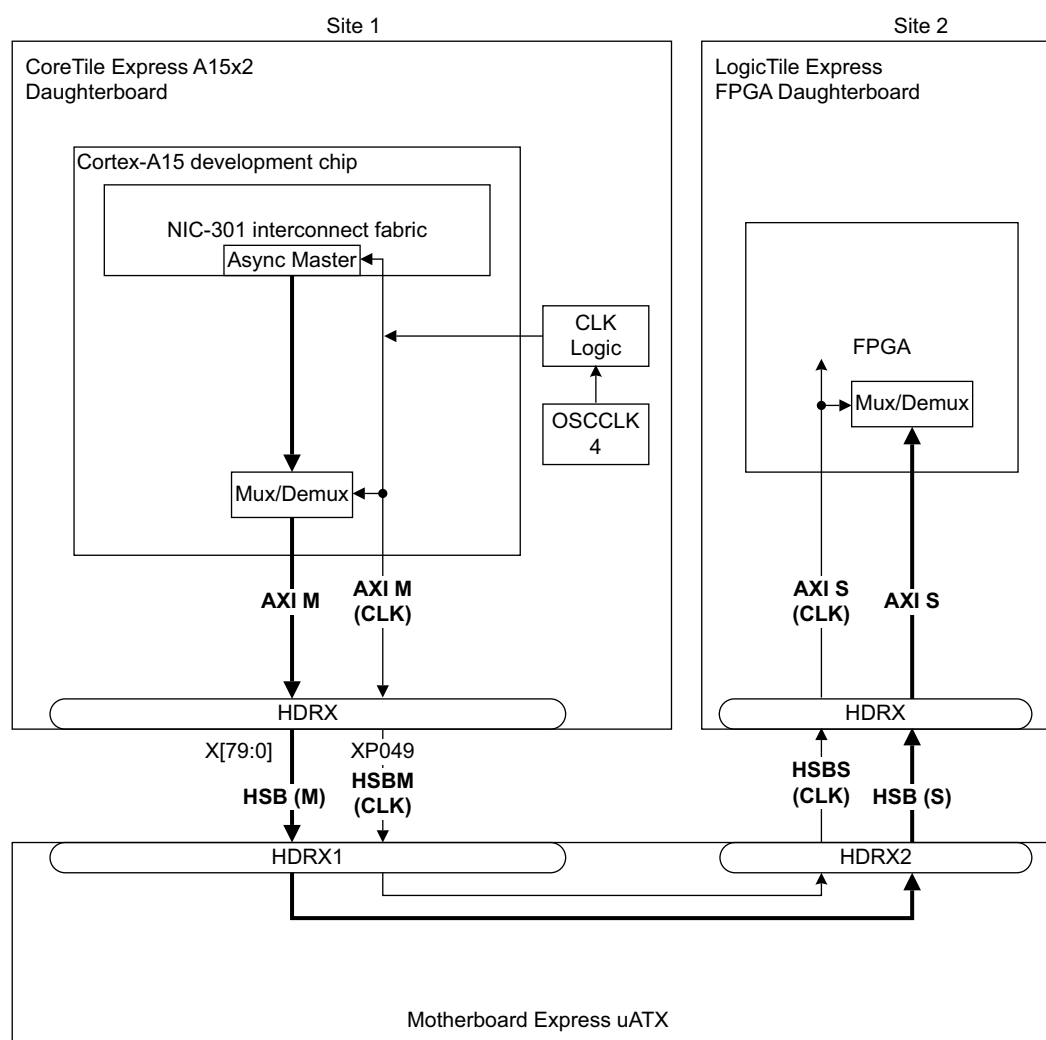 Site 1
Site 2
CoreTile Express A15x2
Daughterboard
LogicTile Express
FPGA Daughterboard
Cortex-A15 development chip
NIC-301 interconnect fabric
Async Master
CLK
Logic
OSCCLK
4
FPGA
Mux/Demux
Mux/Demux
AXI M
AXI M
(CLK)
AXI S
(CLK)
AXI S
HDRX
HDRX
X[79:0]
XP049
HSB (M)
HSBM
(CLK)
HSBS
(CLK)
HSB (S)
HDRX1
HDRX2
Motherboard Express uATX